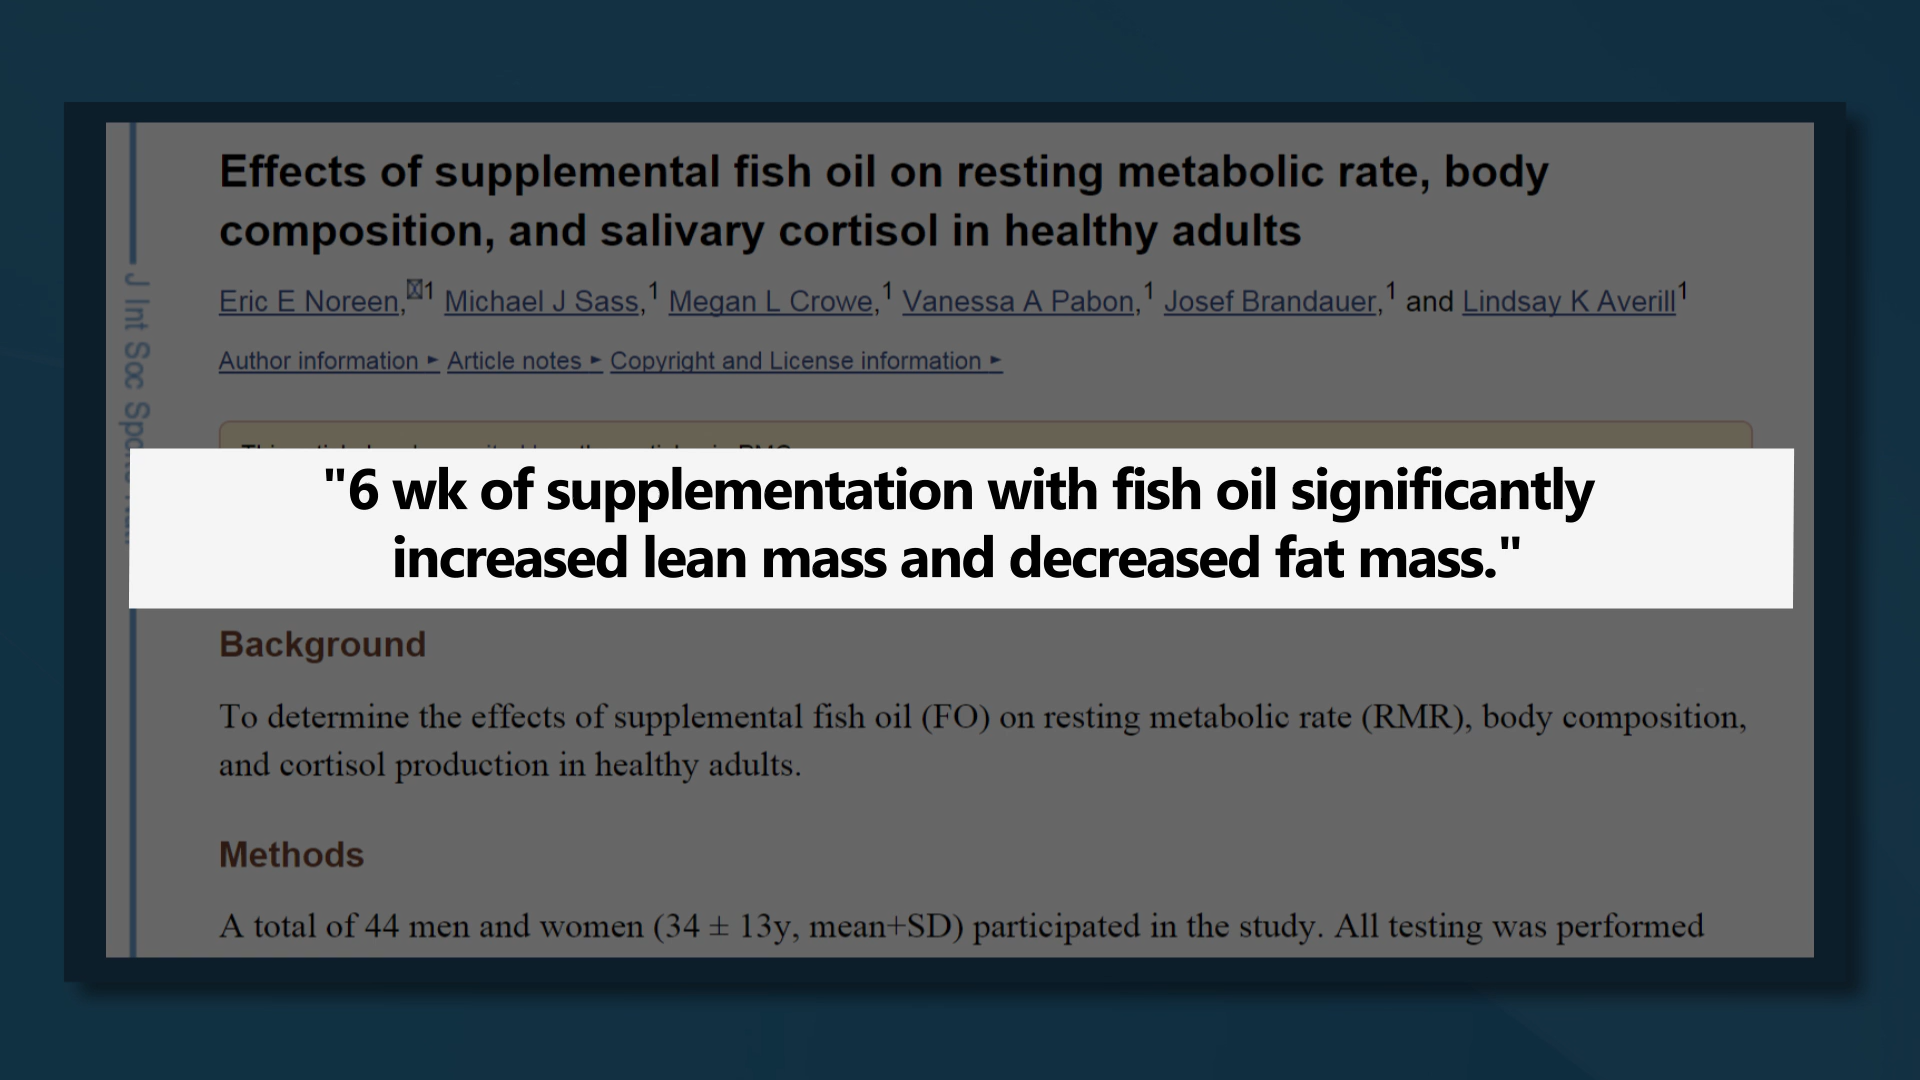 Effects of supplemental fish oil on resting metabolic rate, body
composition, and salivary cortisol in healthy adults
Eric E Noreen,1 Michael J Sass,1 Megan L Crowe,1 Vanessa A Pabon,1 Josef Brandauer,1 and Lindsay K Averill1
Author information ► Article notes ► Copyright and License information ►
J Int Soc
"6 wk of supplementation with fish oil significantly
increased lean mass and decreased fat mass."
Background
To determine the effects of supplemental fish oil (FO) on resting metabolic rate (RMR), body composition,
and cortisol production in healthy adults.
Methods
A total of 44 men and women (34 ± 13y, mean+SD) participated in the study. All testing was performed